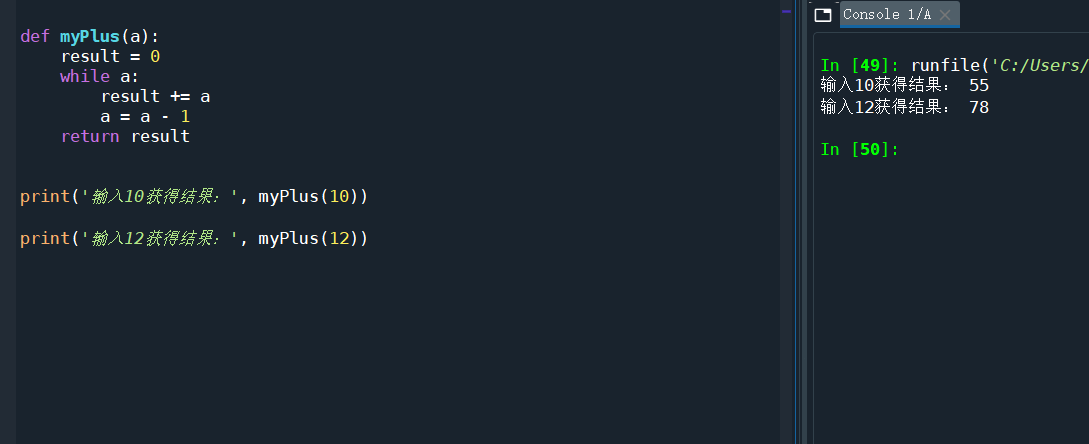 def myPlus(a):
    result = 0
    while a:
        result += a
        a = a - 1
    return result
print('输入10获得结果：', myPlus(10))
print('输入12获得结果：', myPlus(12))
Console 1/A
In [49]: runfile('C:/Users/
输入10获得结果： 55
输入12获得结果： 78
In [50]: